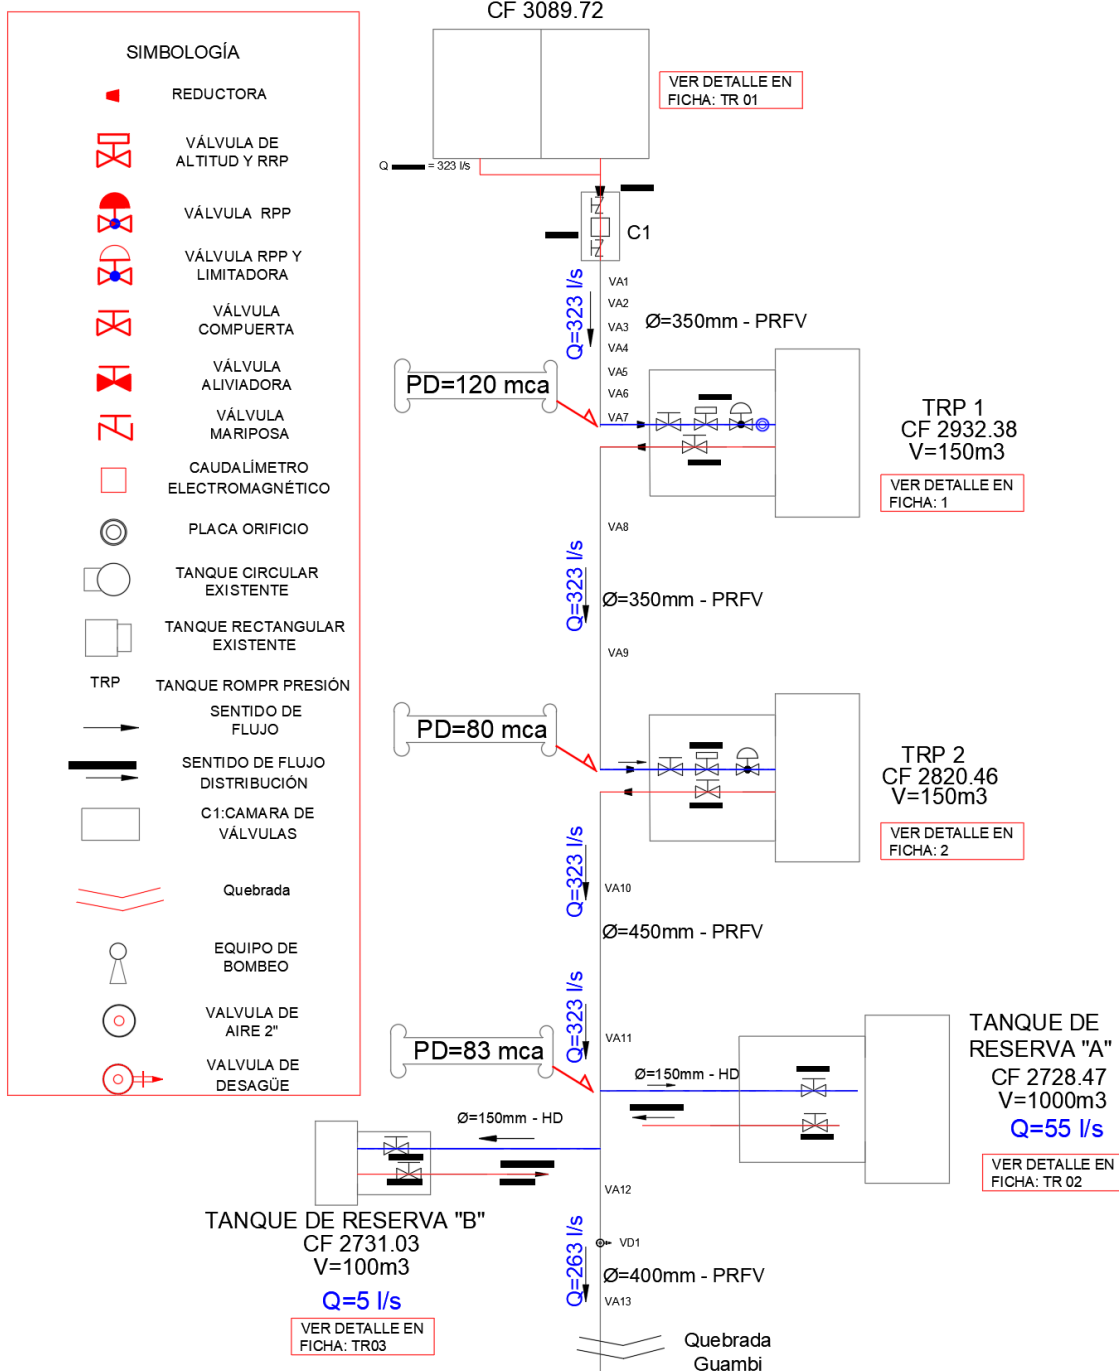 CF 3089.72
SIMBOLOGÍA
REDUCTORA
VÁLVULA DE
ALTITUD Y RRP
VÁLVULA RPP
VÁLVULA RPP Y
LIMITADORA
VÁLVULA
COMPUERTA
VÁLVULA
ALIVIADORA
VÁLVULA
MARIPOSA
CAUDALÍMETRO
ELECTROMAGNÉTICO
PLACA ORIFICIO
TANQUE CIRCULAR
EXISTENTE
TANQUE RECTANGULAR
EXISTENTE
TRP
TANQUE ROMPR PRESIÓN
SENTIDO DE
FLUJO
SENTIDO DE FLUJO
DISTRIBUCIÓN
C1:CAMARA DE
VÁLVULAS
Quebrada
EQUIPO DE
BOMBEO
VALVULA DE
AIRE 2"
VALVULA DE
DESAGÜE
VER DETALLE EN
FICHA: TR 01
Q = 323 l/s
C1
Q=323 l/s
VA1
VA2
VA3
VA4
VA5
VA6
VA7
Ø=350mm - PRFV
PD=120 mca
TRP 1
CF 2932.38
V=150m3
VER DETALLE EN
FICHA: 1
VA8
Q=323 l/s
Ø=350mm - PRFV
VA9
PD=80 mca
TRP 2
CF 2820.46
V=150m3
VER DETALLE EN
FICHA: 2
Q=323 l/s
VA10
Ø=450mm - PRFV
Q=323 l/s
VA11
PD=83 mca
Ø=150mm - HD
TANQUE DE
RESERVA "A"
CF 2728.47
V=1000m3
Q=55 l/s
VER DETALLE EN
FICHA: TR 02
Ø=150mm - HD
TANQUE DE RESERVA "B"
CF 2731.03
V=100m3
Q=5 l/s
VER DETALLE EN
FICHA: TR03
VA12
VD1
Q=263 l/s
Ø=400mm - PRFV
VA13
Quebrada
Guambi